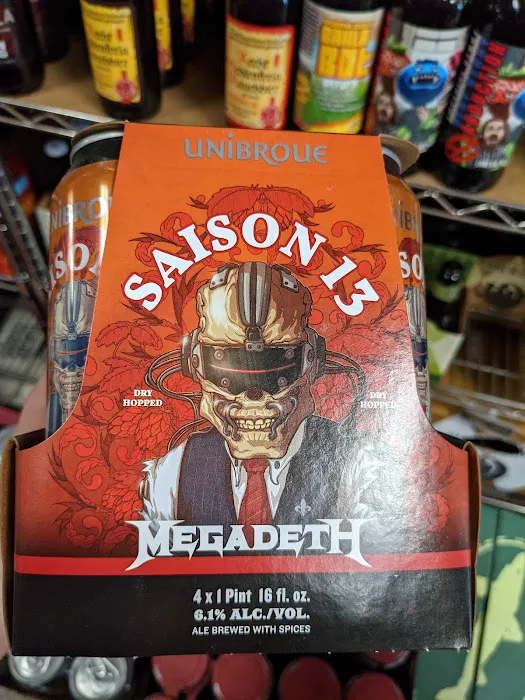 UNIBROUE
SAISON 13
DRY
HOPPED
DRY
HOPPED
MEGADETH
4 x 1 Pint 16 fl. oz.
6.1% ALC./VOL.
ALE BREWED WITH SPICES